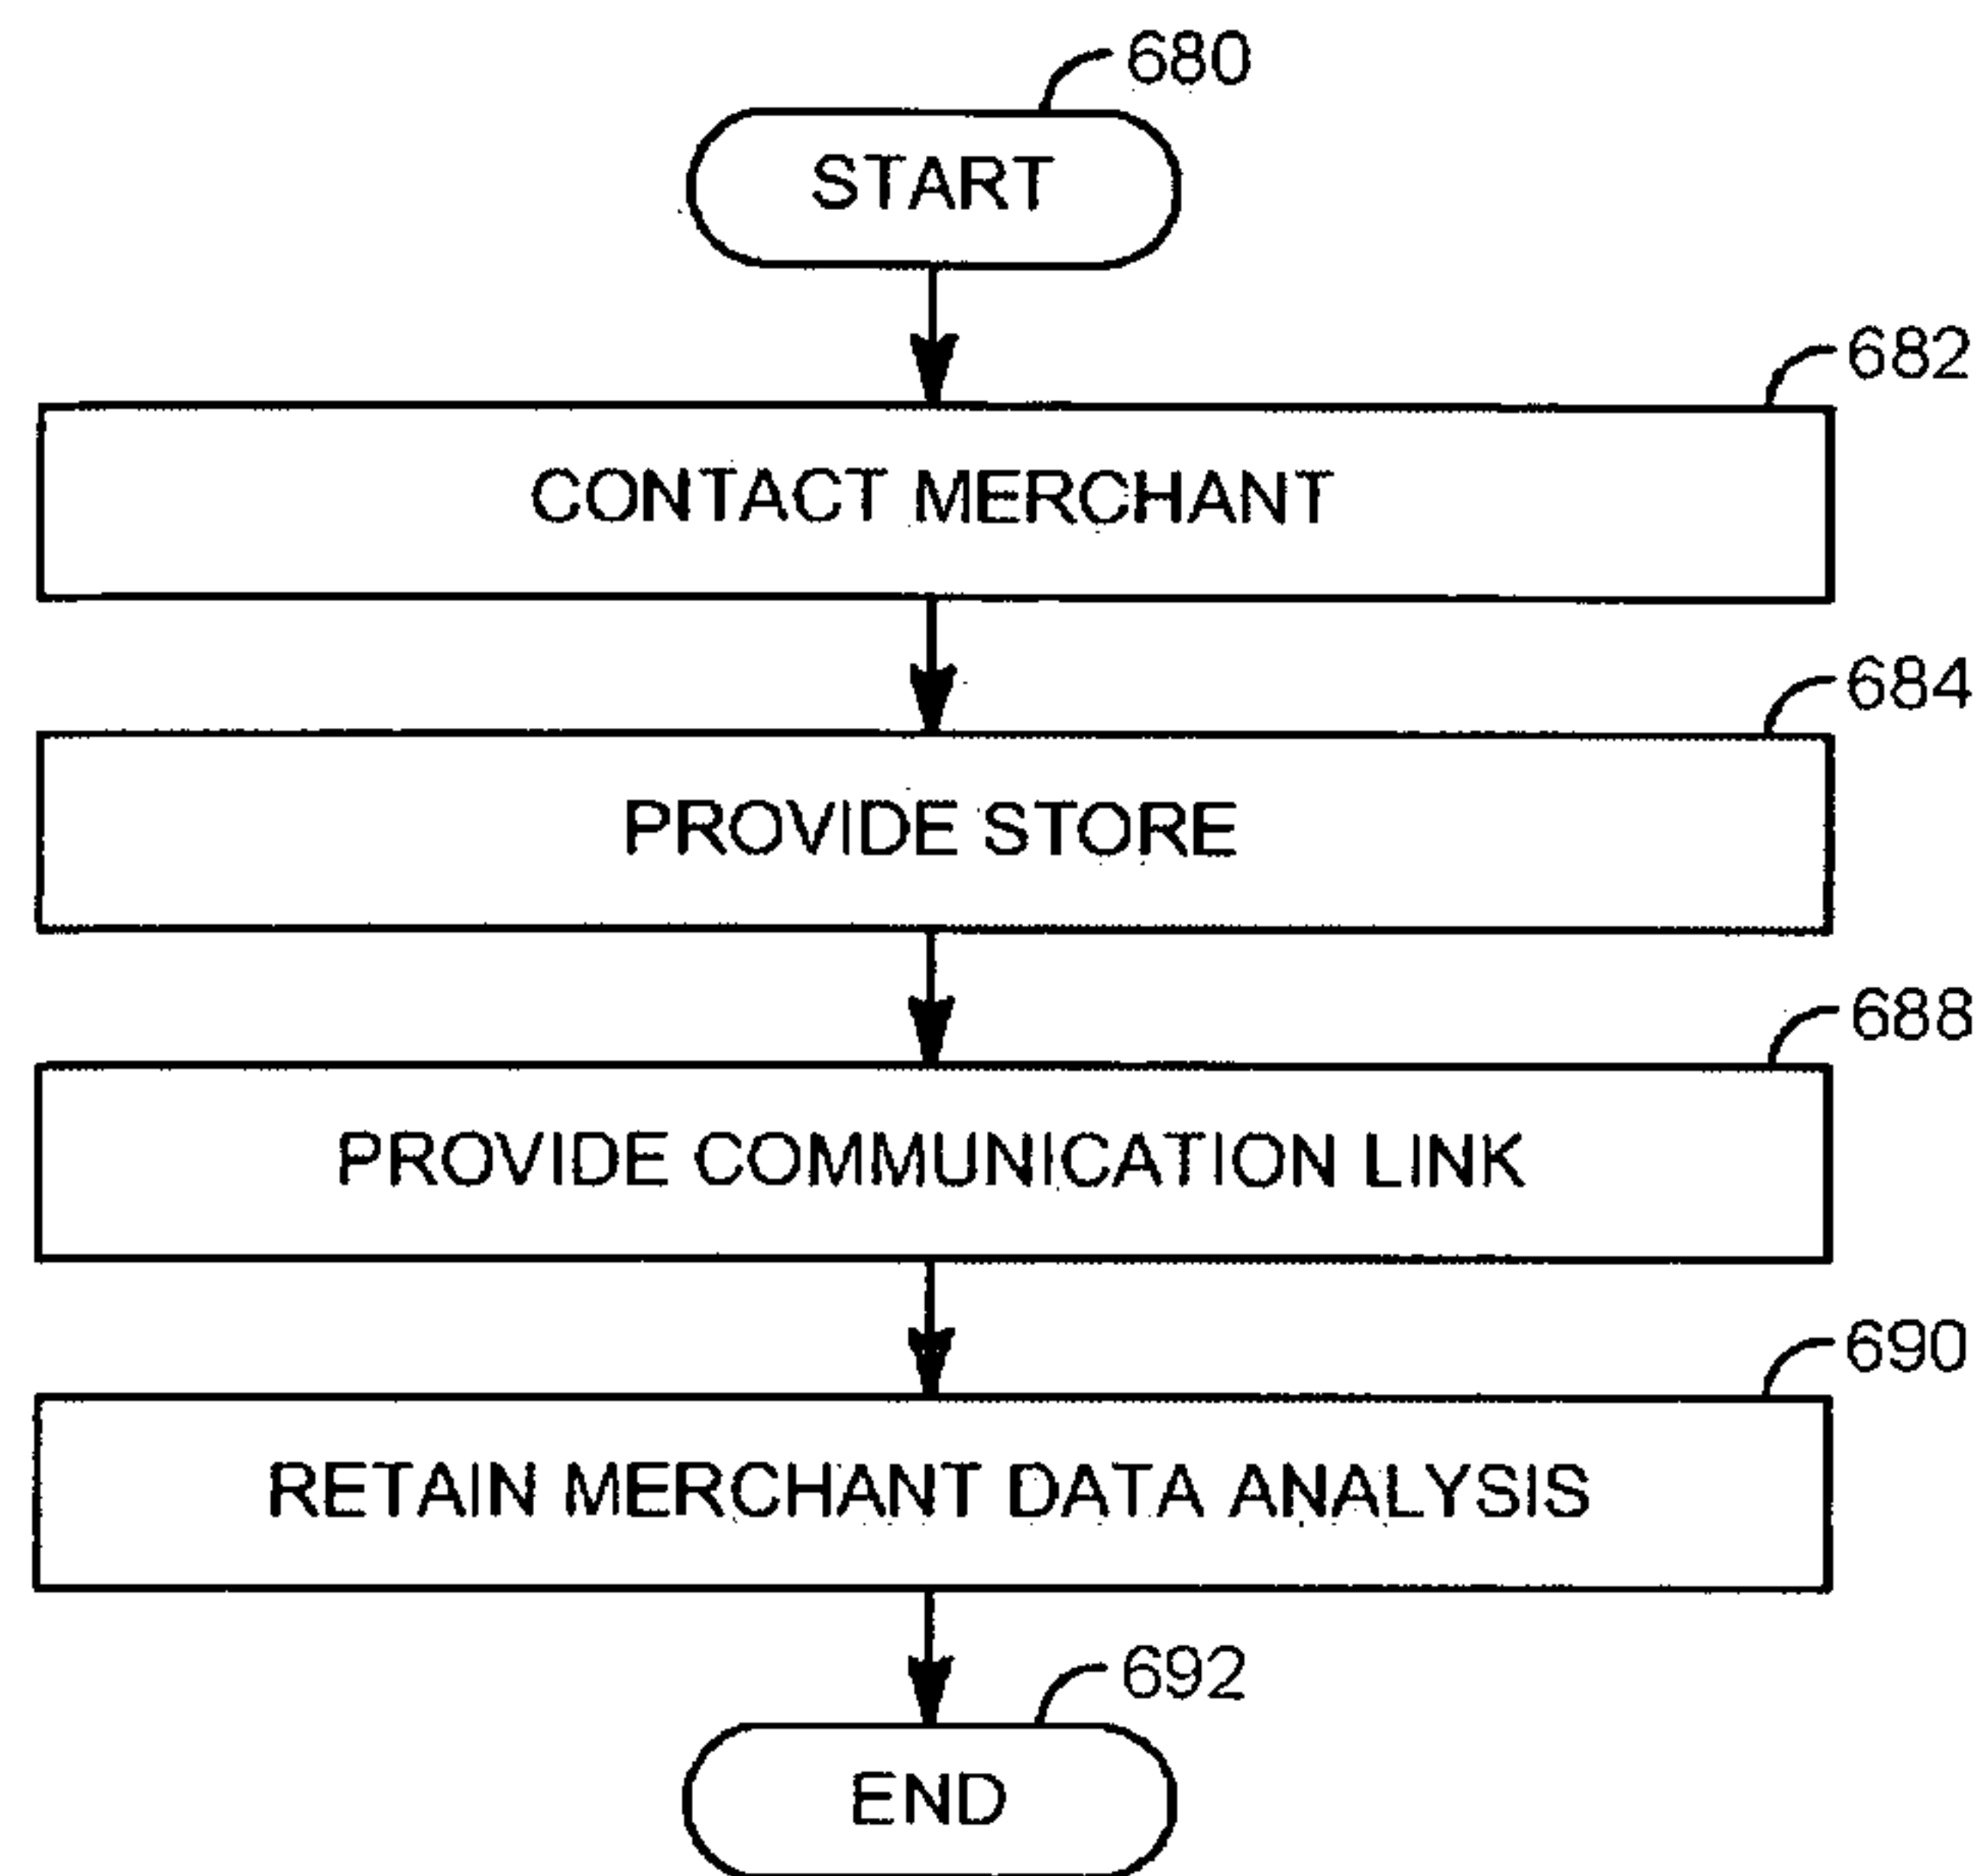 680
START
682
CONTACT MERCHANT
684
PROVIDE STORE
688
PROVIDE COMMUNICATION LINK
690
RETAIN MERCHANT DATA ANALYSIS
692
END